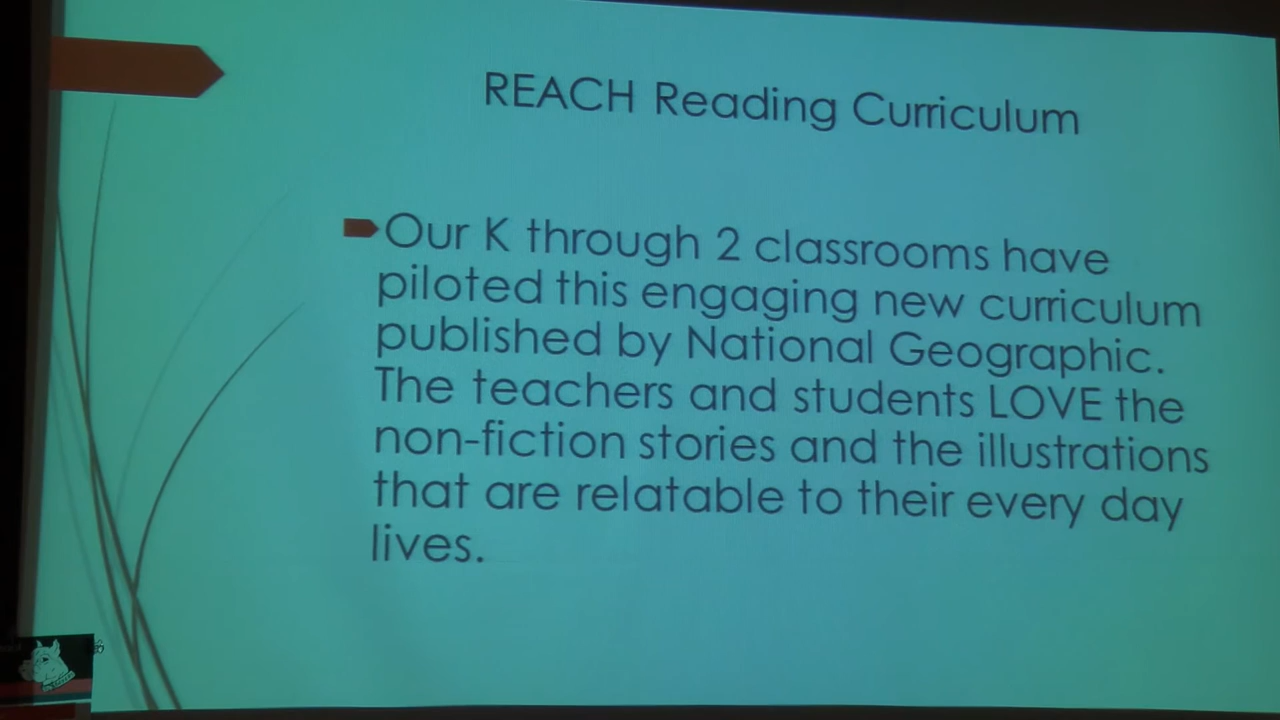 REACH Reading Curriculum
Our K through 2 classrooms have
piloted this engaging new curriculum
published by National Geographic.
The teachers and students LOVE the
non-fiction stories and the illustrations
that are relatable to their every day
lives.